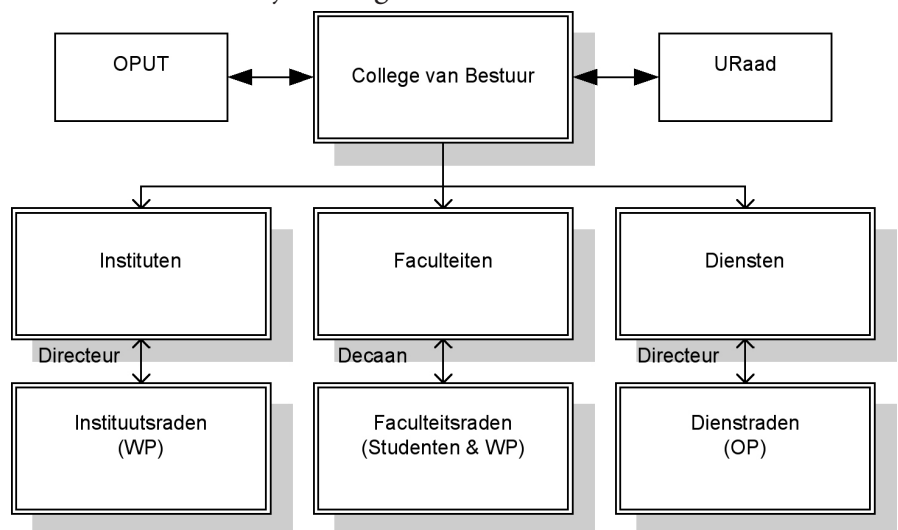 OPUT
College van Bestuur
URaad
Instituten
Faculteiten
Diensten
Directeur
Decaan
Directeur
Instituutsraden
(WP)
Faculteitsraden
(Studenten & WP)
Dienstraden
(OP)